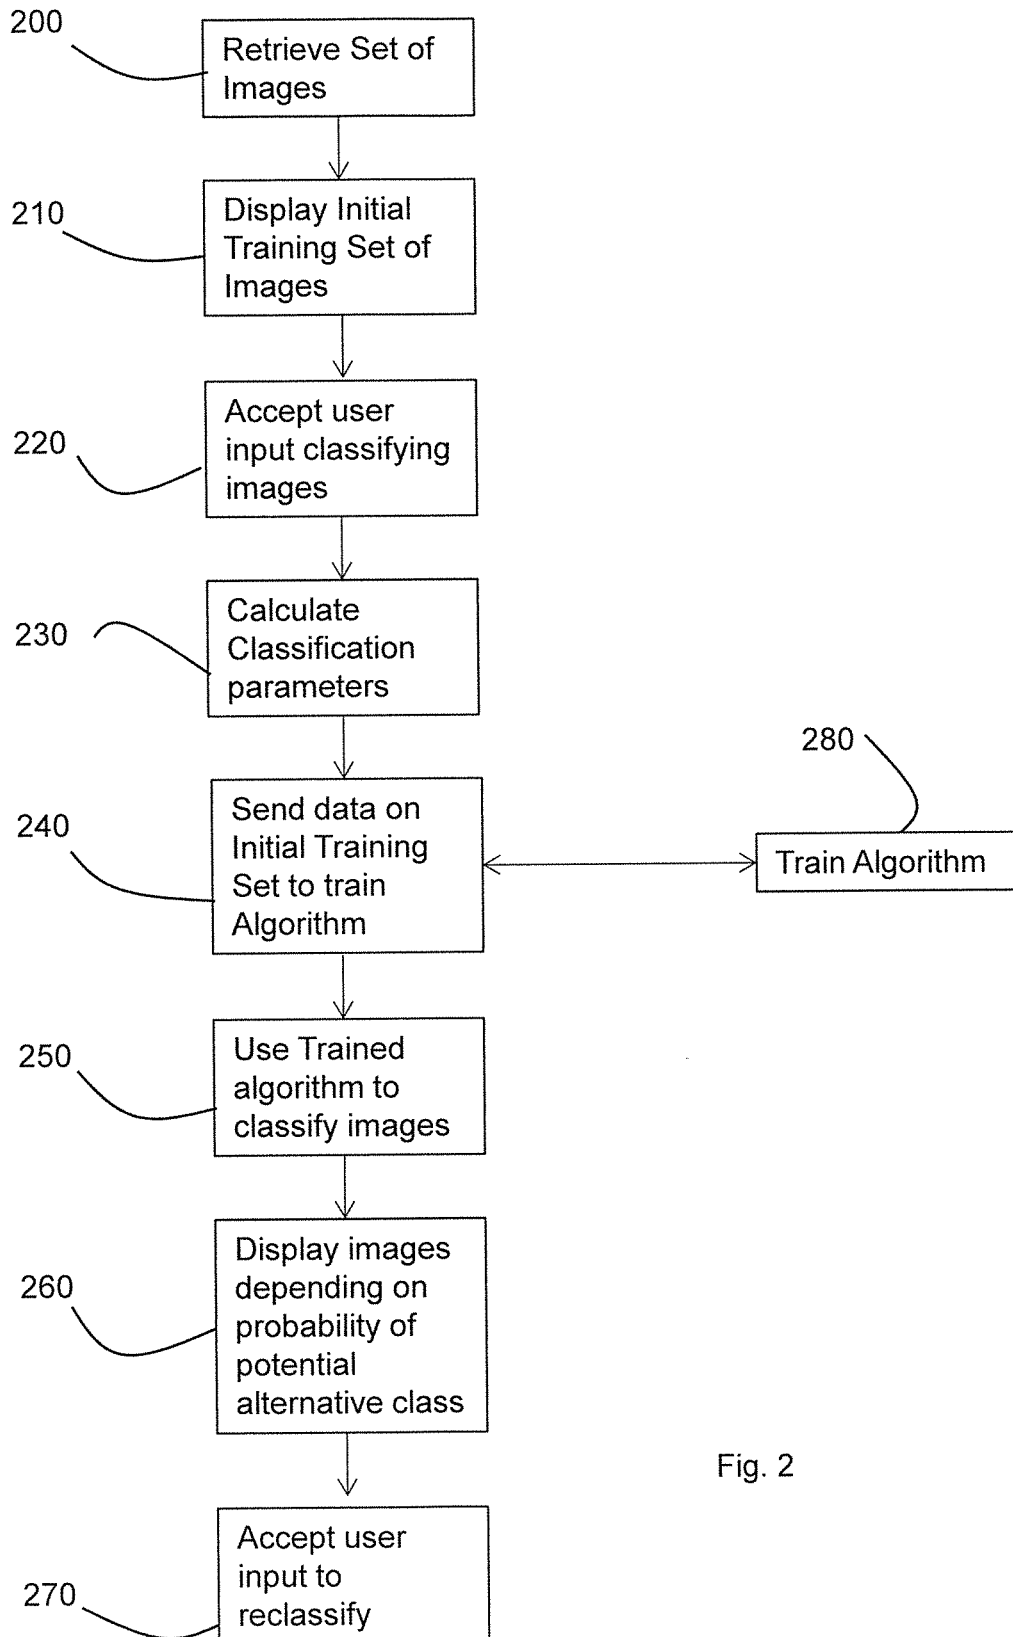 200
Retrieve Set of
Images
210
Display Initial
Training Set of
Images
220
Accept user
input classifying
images
230
Calculate
Classification
parameters
240
Send data on
Initial Training
Set to train
Algorithm
280
Train Algorithm
250
Use Trained
algorithm to
classify images
260
Display images
depending on
probability of
potential
alternative class
Fig. 2
270
Accept user
input to
reclassify